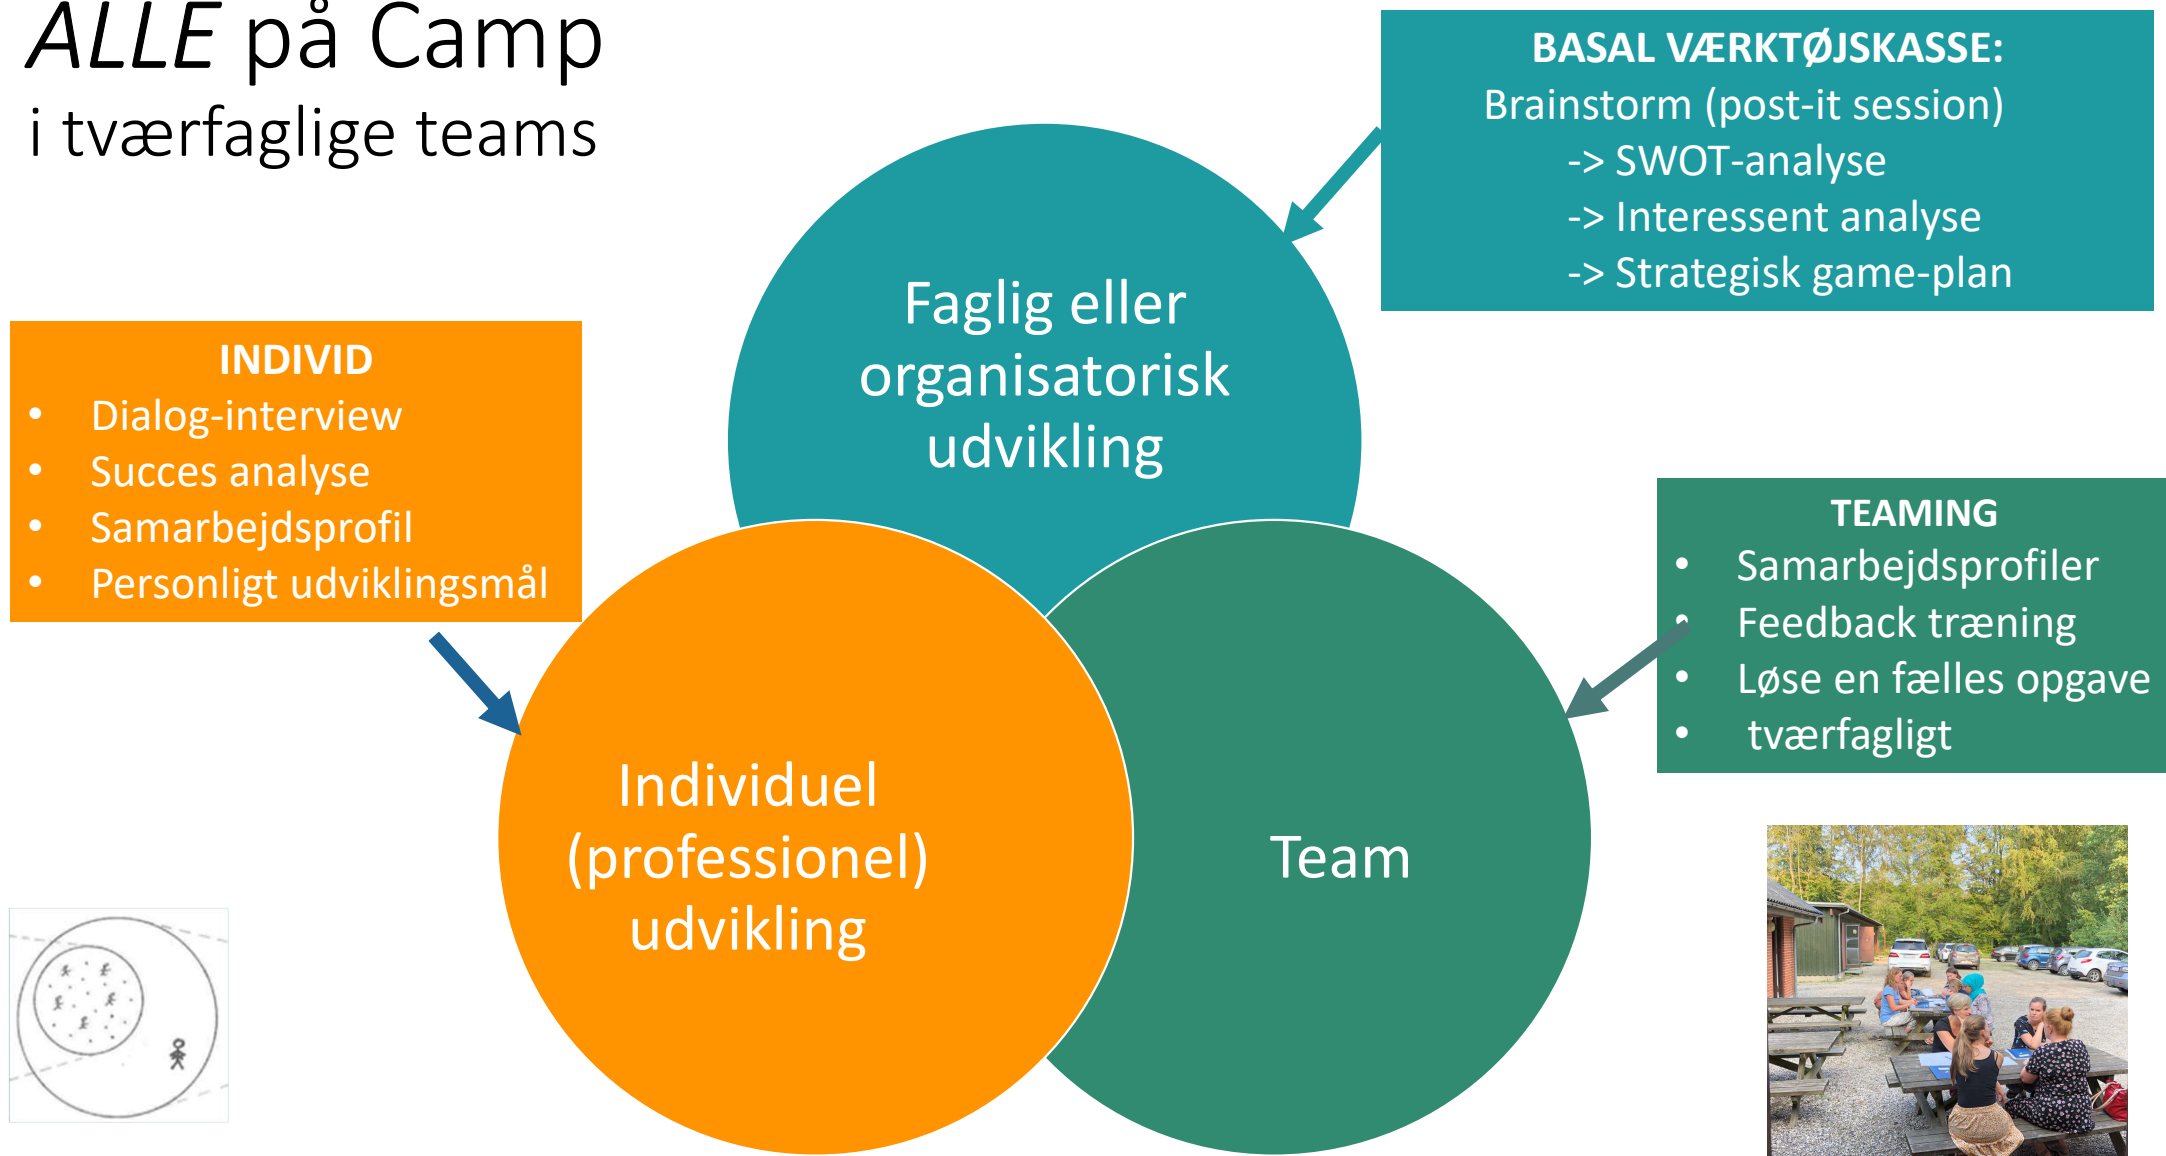 ALLE på Camp
i tværfaglige teams
BASAL VÆRKTØJSKASSE:
Brainstorm (post-it session)
-> SWOT-analyse
-> Interessent analyse
-> Strategisk game-plan
Faglig eller
organisatorisk
udvikling
INDIVID
• Dialog-interview
• Succes analyse
• Samarbejdsprofil
• Personligt udviklingsmål
TEAMING
• Samarbejdsprofiler
• Feedback træning
• Løse en fælles opgave
• tværfagligt
Individuel
(professionel)
udvikling
Team